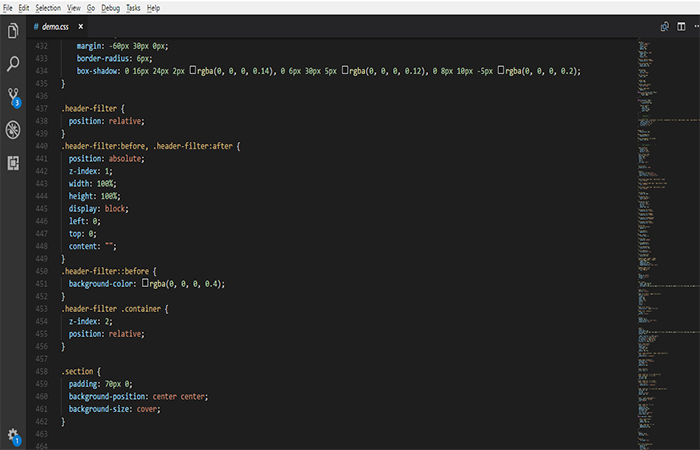 File Edit Selection View Go Debug Tasks Help
# demo.css ×
432 margin: -60px 30px 0px;
433 border-radius: 6px;
434 box-shadow: 0 16px 24px 2px rgba(0, 0, 0, 0.14), 0 6px 30px 5px rgba(0, 0, 0, 0.12), 0 8px 10px -5px rgba(0, 0, 0, 0.2);
435 }
436
437 .header-filter {
438 position: relative;
439 }
440 .header-filter:before, .header-filter:after {
441 position: absolute;
442 z-index: 1;
443 width: 100%;
444 height: 100%;
445 display: block;
446 left: 0;
447 top: 0;
448 content: "";
449 }
450 .header-filter::before {
451 background-color: rgba(0, 0, 0, 0.4);
452 }
453 .header-filter .container {
454 z-index: 2;
455 position: relative;
456 }
457
458 .section {
459 padding: 70px 0;
460 background-position: center center;
461 background-size: cover;
462 }
463
464
3
1